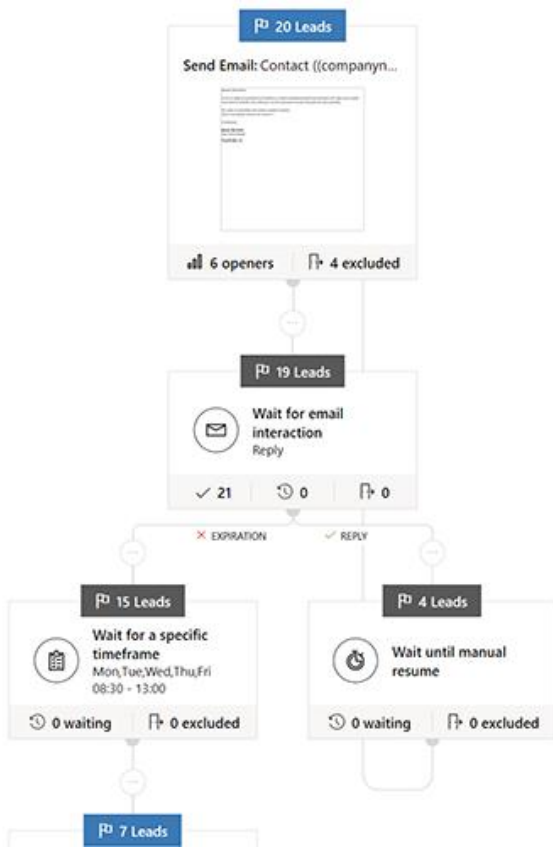 20 Leads
Send Email: Contact ((companyn...
6 openers
4 excluded
19 Leads
Wait for email
interaction
Reply
21
0
0
EXPIRATION
REPLY
15 Leads
Wait for a specific
timeframe
Mon,Tue,Wed,Thu,Fri
08:30 - 13:00
0 waiting
0 excluded
4 Leads
Wait until manual
resume
0 waiting
0 excluded
7 Leads